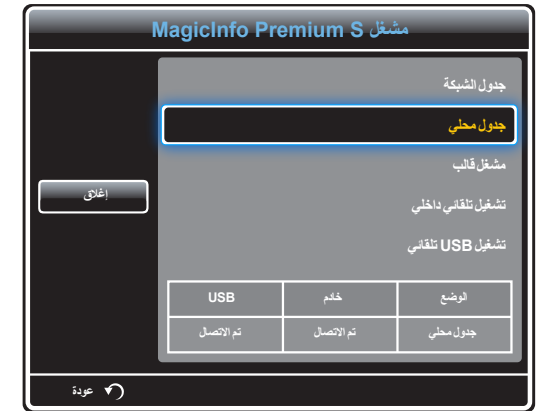 مشغل MagicInfo Premium S
جدول الشبكة
جدول محلي
مشغل قالب
تشغيل تلقائي داخلي
تشغيل USB تلقائي
إغلاق
الوضع خادم USB
جدول محلي تم الاتصال تم الاتصال
عودة